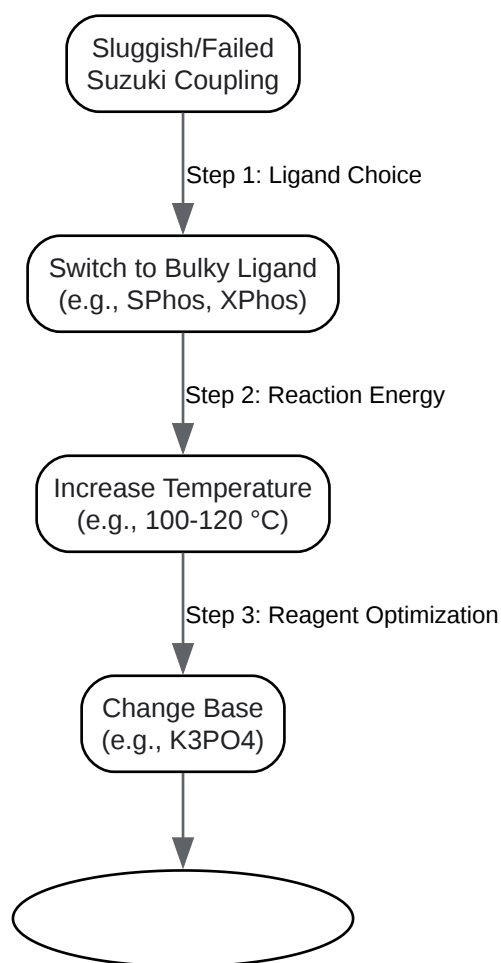 Sluggish/Failed
Suzuki Coupling
Step 1: Ligand Choice
Switch to Bulky Ligand
(e.g., SPhos, XPhos)
Step 2: Reaction Energy
Increase Temperature
(e.g., 100-120 °C)
Step 3: Reagent Optimization
Change Base
(e.g., K3PO4)